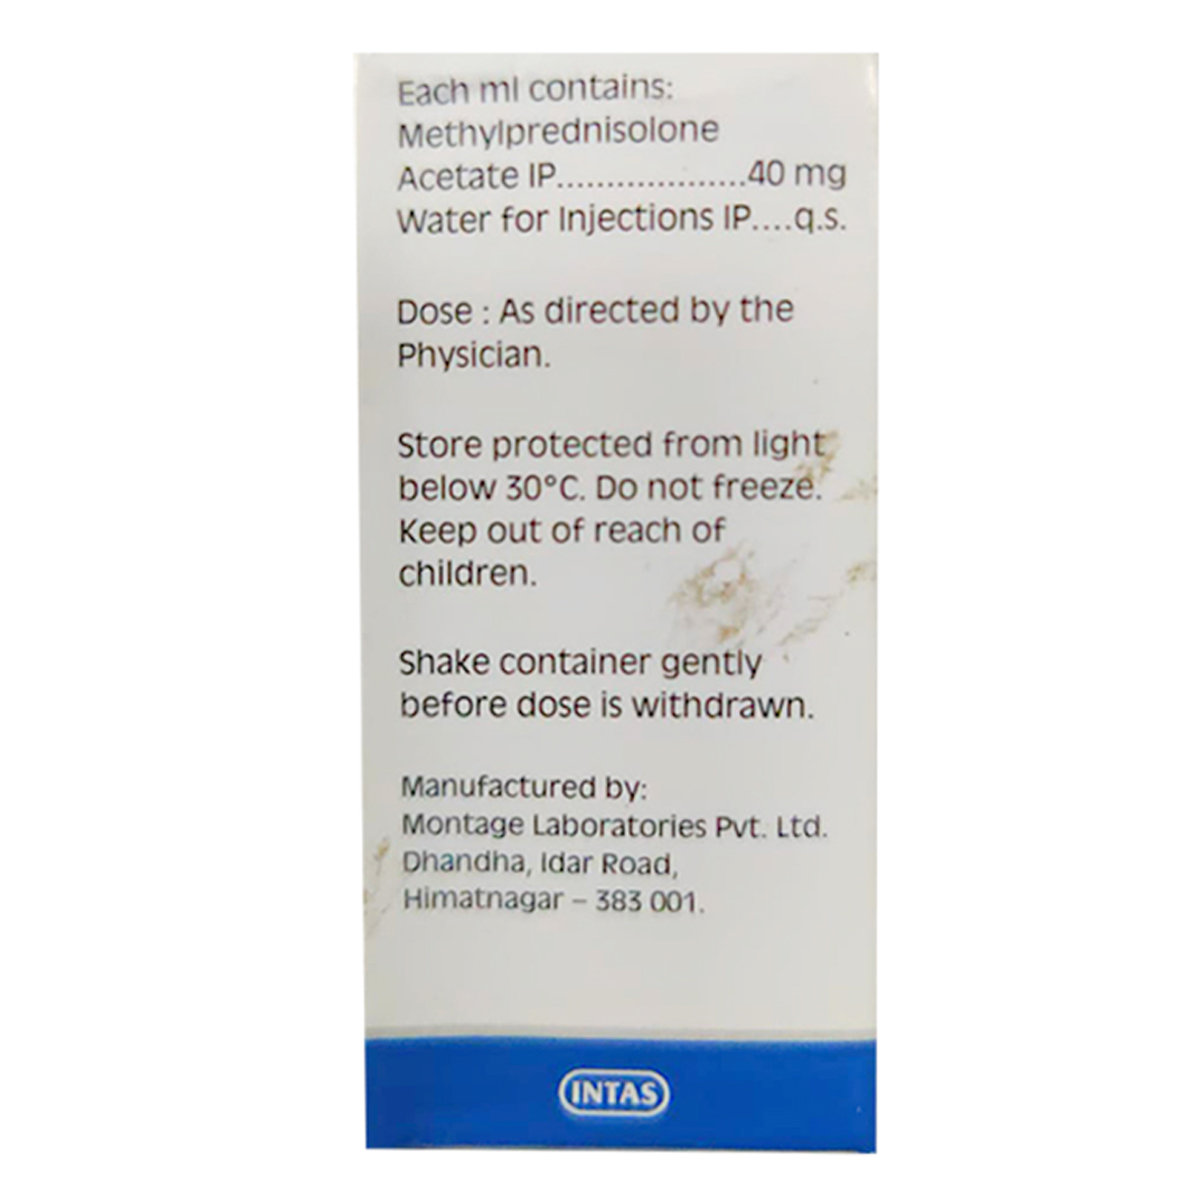 Each ml contains:
Methylprednisolone
Acetate IP...................40 mg
Water for Injections IP....q.s.
Dose : As directed by the
Physician.
Store protected from light
below 30°C. Do not freeze.
Keep out of reach of
children.
Shake container gently
before dose is withdrawn.
Manufactured by:
Montage Laboratories Pvt. Ltd.
Dhandha, Idar Road,
Himatnagar – 383 001.
INTAS